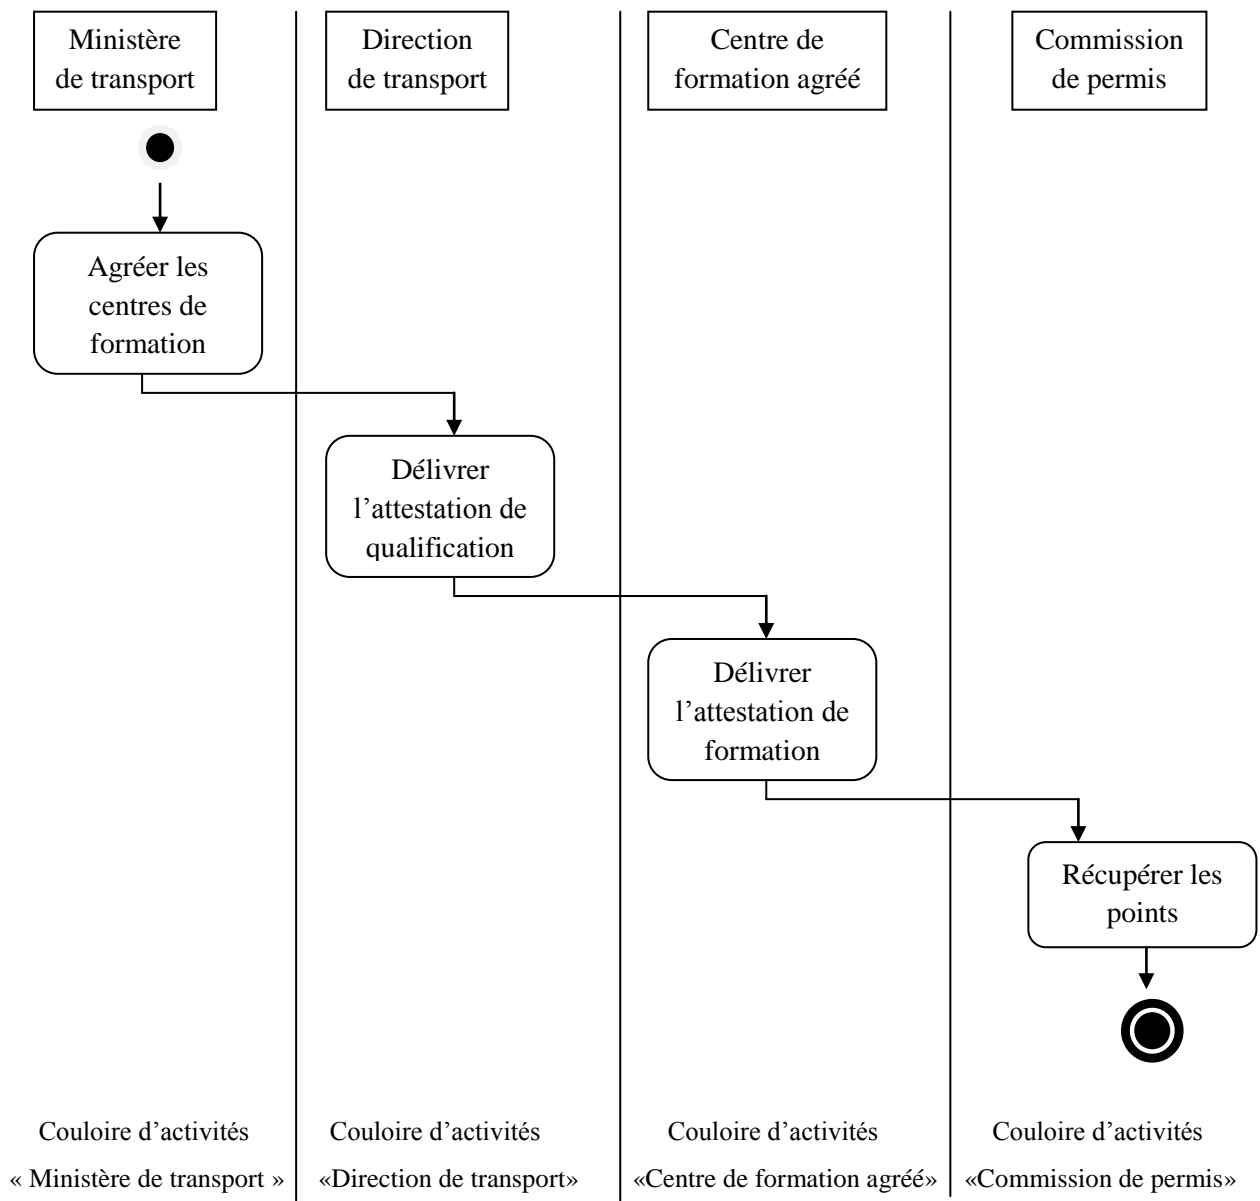 Ministère
de transport
Direction
de transport
Centre de
formation agréé
Commission
de permis
Agréer les
centres de
formation
Délivrer
l’attestation de
qualification
Délivrer
l’attestation de
formation
Récupérer les
points
Couloire d’activités
« Ministère de transport »
Couloire d’activités
«Direction de transport»
Couloire d’activités
«Centre de formation agréé»
Couloire d’activités
«Commission de permis»